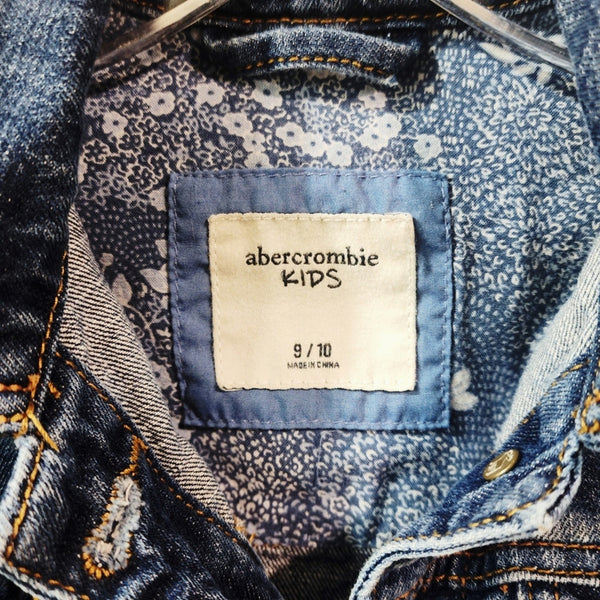 abercrombie
KIDS
9 / 10
MADE IN CHINA